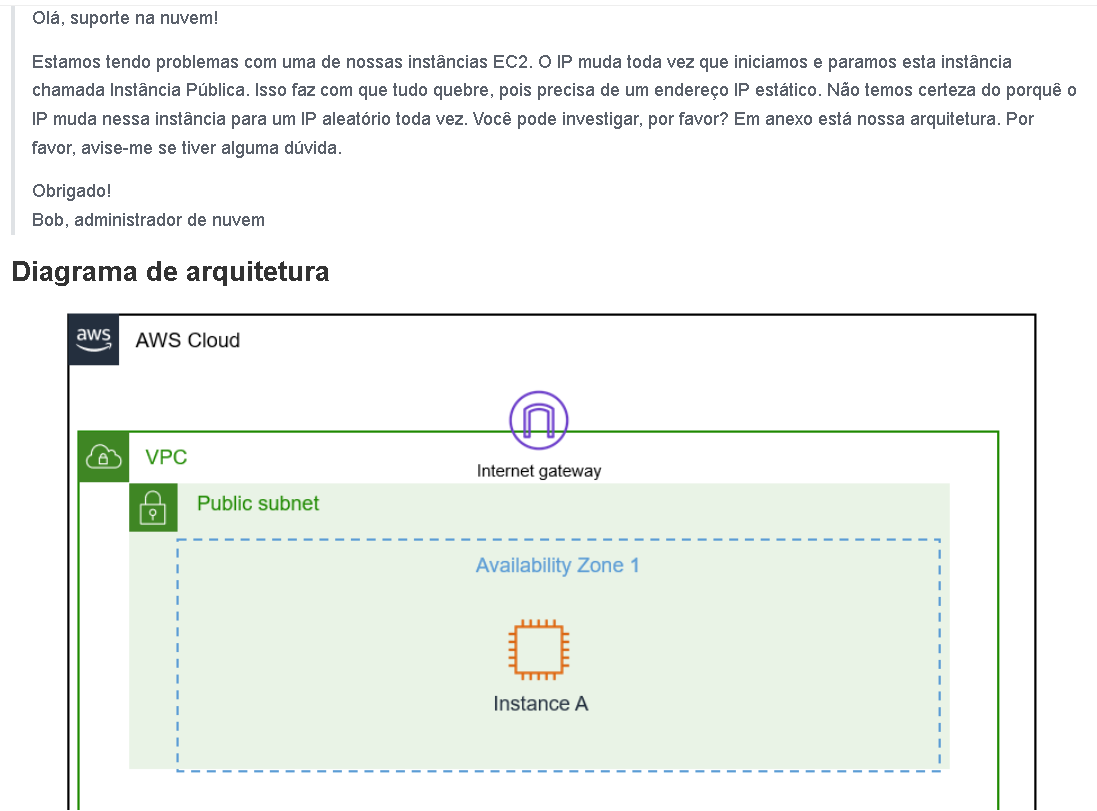 Olá, suporte na nuvem!
Estamos tendo problemas com uma de nossas instâncias EC2. O IP muda toda vez que iniciamos e paramos esta instância
chamada Instância Pública. Isso faz com que tudo quebre, pois precisa de um endereço IP estático. Não temos certeza do porquê o
IP muda nessa instância para um IP aleatório toda vez. Você pode investigar, por favor? Em anexo está nossa arquitetura. Por
favor, avise-me se tiver alguma dúvida.
Obrigado!
Bob, administrador de nuvem
Diagrama de arquitetura
aws
AWS Cloud
VPC
Internet gateway
Public subnet
Availability Zone 1
Instance A